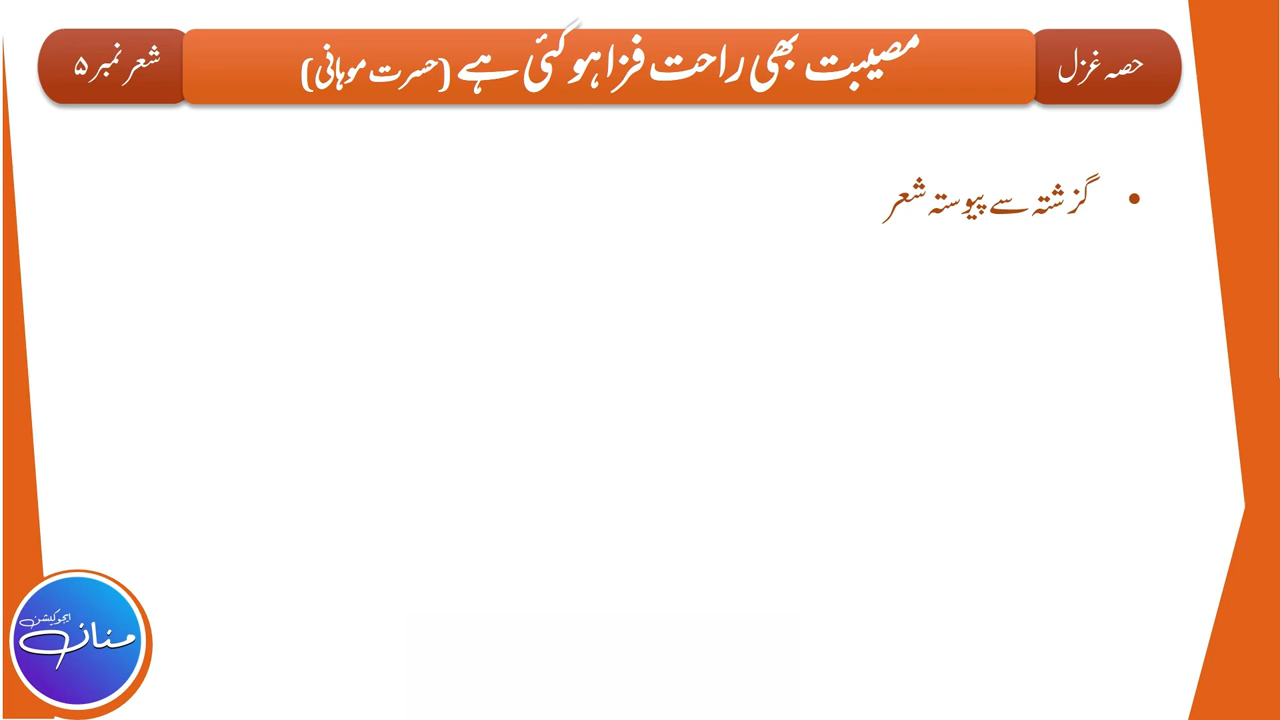 حصہ غزل
مصیبت بھی راحت فزا ہو گئی ہے (حسرت موہانی)
شعر نمبر ۵
• گزشتہ سے پیوستہ شعر
ایجوکیشن
منان